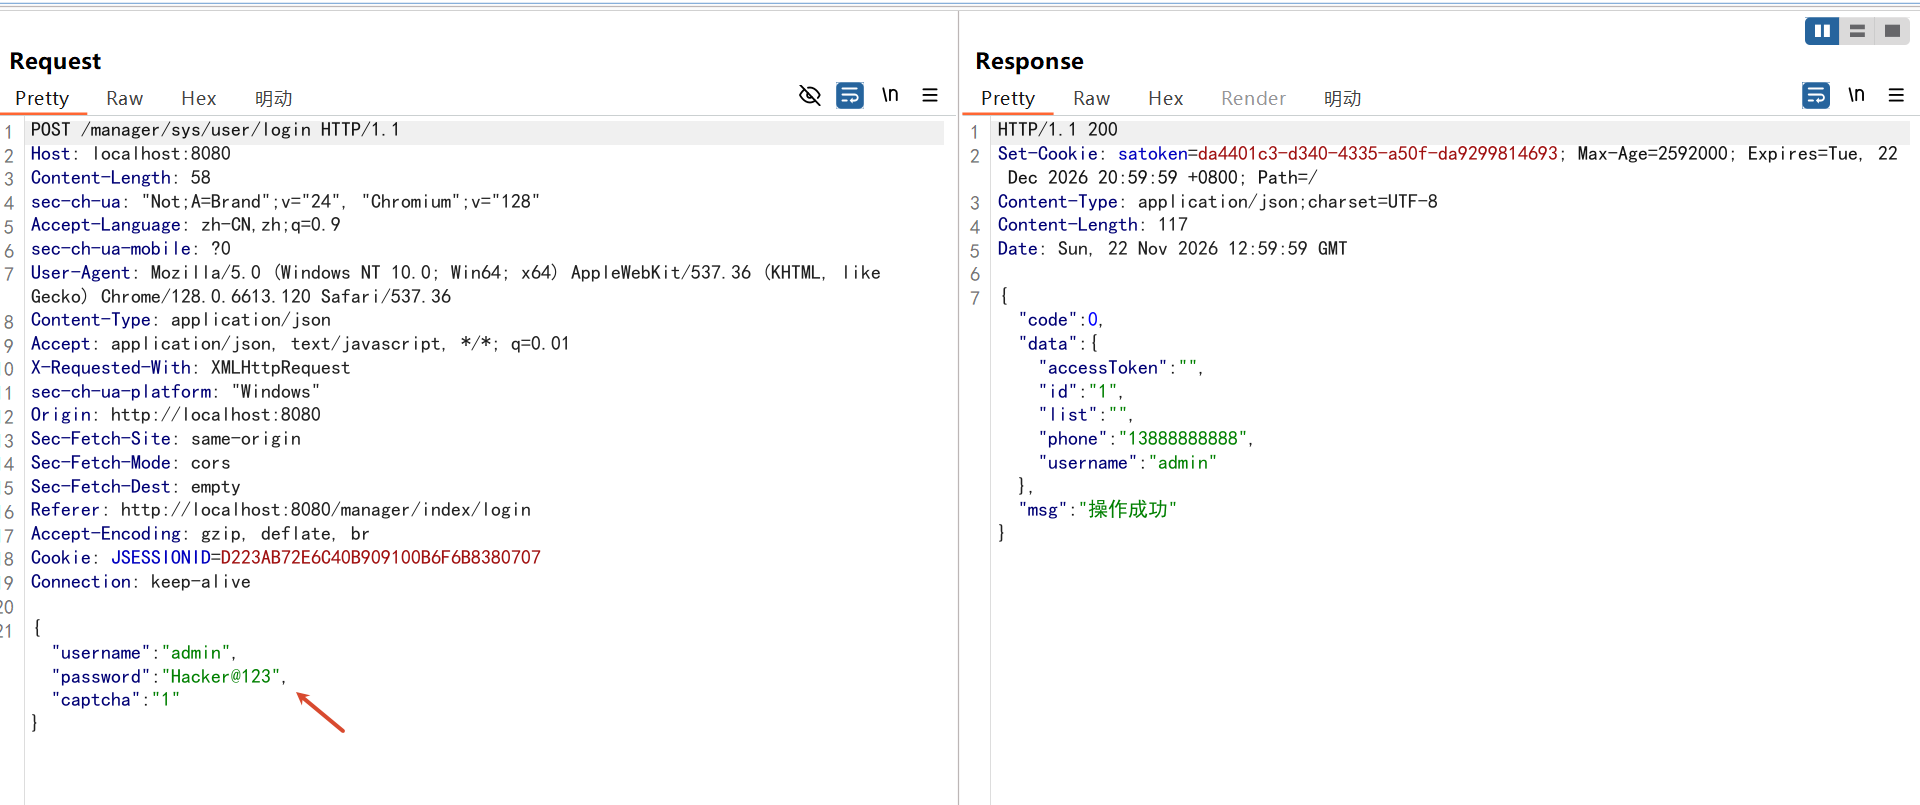 Request
Pretty Raw Hex 明动 \n
1 POST /manager/sys/user/login HTTP/1.1
2 Host: localhost:8080
3 Content-Length: 58
4 sec-ch-ua: "Not;A=Brand";v="24", "Chromium";v="128"
5 Accept-Language: zh-CN,zh;q=0.9
6 sec-ch-ua-mobile: ?0
7 User-Agent: Mozilla/5.0 (Windows NT 10.0; Win64; x64) AppleWebKit/537.36 (KHTML, like
Gecko) Chrome/128.0.6613.120 Safari/537.36
8 Content-Type: application/json
9 Accept: application/json, text/javascript, */*; q=0.01
0 X-Requested-With: XMLHttpRequest
1 sec-ch-ua-platform: "Windows"
2 Origin: http://localhost:8080
3 Sec-Fetch-Site: same-origin
4 Sec-Fetch-Mode: cors
5 Sec-Fetch-Dest: empty
6 Referer: http://localhost:8080/manager/index/login
7 Accept-Encoding: gzip, deflate, br
8 Cookie: JSESSIONID=D223AB72E6C40B909100B6F6B8380707
9 Connection: keep-alive
20
21 {
"username":"admin",
"password":"Hacker@123",
"captcha":"1"
}
Response
Pretty Raw Hex Render 明动 \n
1 HTTP/1.1 200
2 Set-Cookie: satoken=da4401c3-d340-4335-a50f-da9299814693; Max-Age=2592000; Expires=Tue, 22
Dec 2026 20:59:59 +0800; Path=/
3 Content-Type: application/json;charset=UTF-8
4 Content-Length: 117
5 Date: Sun, 22 Nov 2026 12:59:59 GMT
6
7 {
"code":0,
"data":{
"accessToken":"",
"id":"1",
"list":"",
"phone":"13888888888",
"username":"admin"
},
"msg":"操作成功"
}